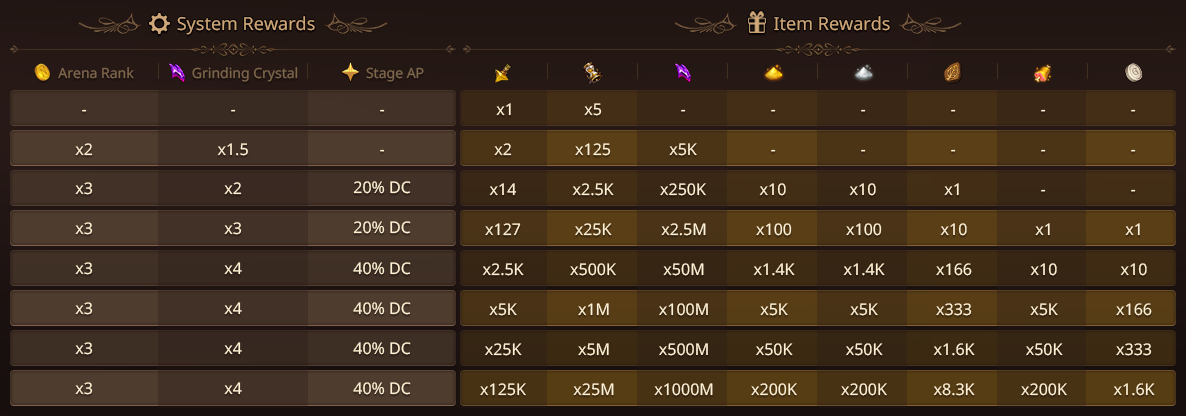 System Rewards Item Rewards
Arena Rank Grinding Crystal Stage AP
- - - x1 x5 - - - - - -
x2 x1.5 - x2 x125 x5K - - - - -
x3 x2 20% DC x14 x2.5K x250K x10 x10 x1 - -
x3 x3 20% DC x127 x25K x2.5M x100 x100 x10 x1 x1
x3 x4 40% DC x2.5K x500K x50M x1.4K x1.4K x166 x10 x10
x3 x4 40% DC x5K x1M x100M x5K x5K x333 x5K x166
x3 x4 40% DC x25K x5M x500M x50K x50K x1.6K x50K x333
x3 x4 40% DC x125K x25M x1000M x200K x200K x8.3K x200K x1.6K